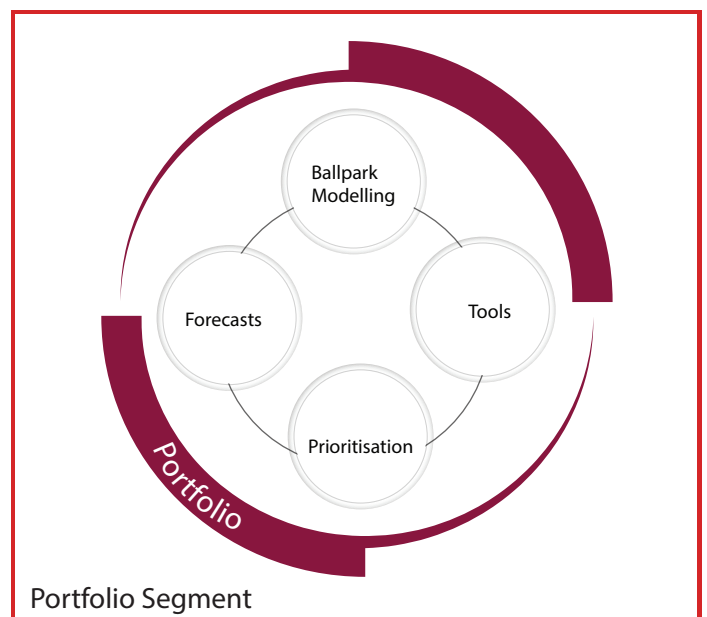 Ballpark
Modelling
Forecasts
Tools
Prioritisation
Portfolio
Portfolio Segment